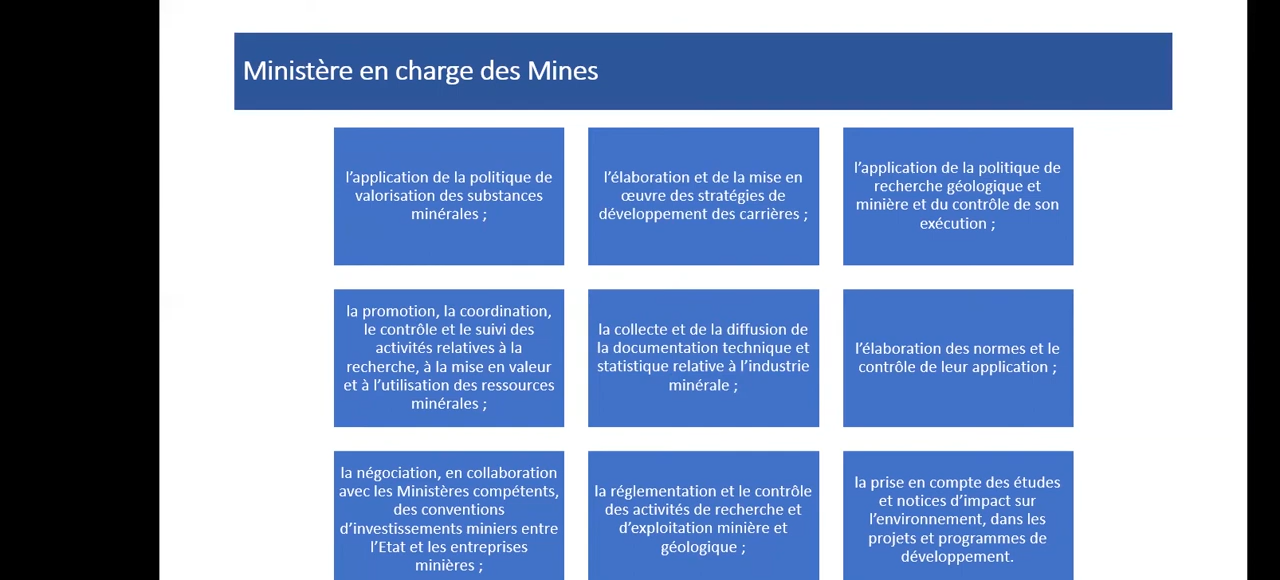 Ministère en charge des Mines
l’application de la politique de
valorisation des substances
minérales ;
l’élaboration et de la mise en
œuvre des stratégies de
développement des carrières ;
l’application de la politique de
recherche géologique et
minière et du contrôle de son
exécution ;
la promotion, la coordination,
le contrôle et le suivi des
activités relatives à la
recherche, à la mise en valeur
et à l’utilisation des ressources
minérales ;
la collecte et de la diffusion de
la documentation technique et
statistique relative à l’industrie
minérale ;
l’élaboration des normes et le
contrôle de leur application ;
la négociation, en collaboration
avec les Ministères compétents,
des conventions
d’investissements miniers entre
l’Etat et les entreprises
minières ;
la réglementation et le contrôle
des activités de recherche et
d’exploitation minière et
géologique ;
la prise en compte des études
et notices d’impact sur
l’environnement, dans les
projets et programmes de
développement.